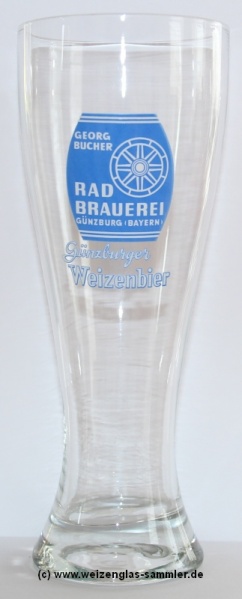 GEORG
BUCHER
RAD
BRAUEREI
GÜNZBURG (BAYERN)
Günzburger
Weizenbier
(c) www.weizenglas-sammler.de